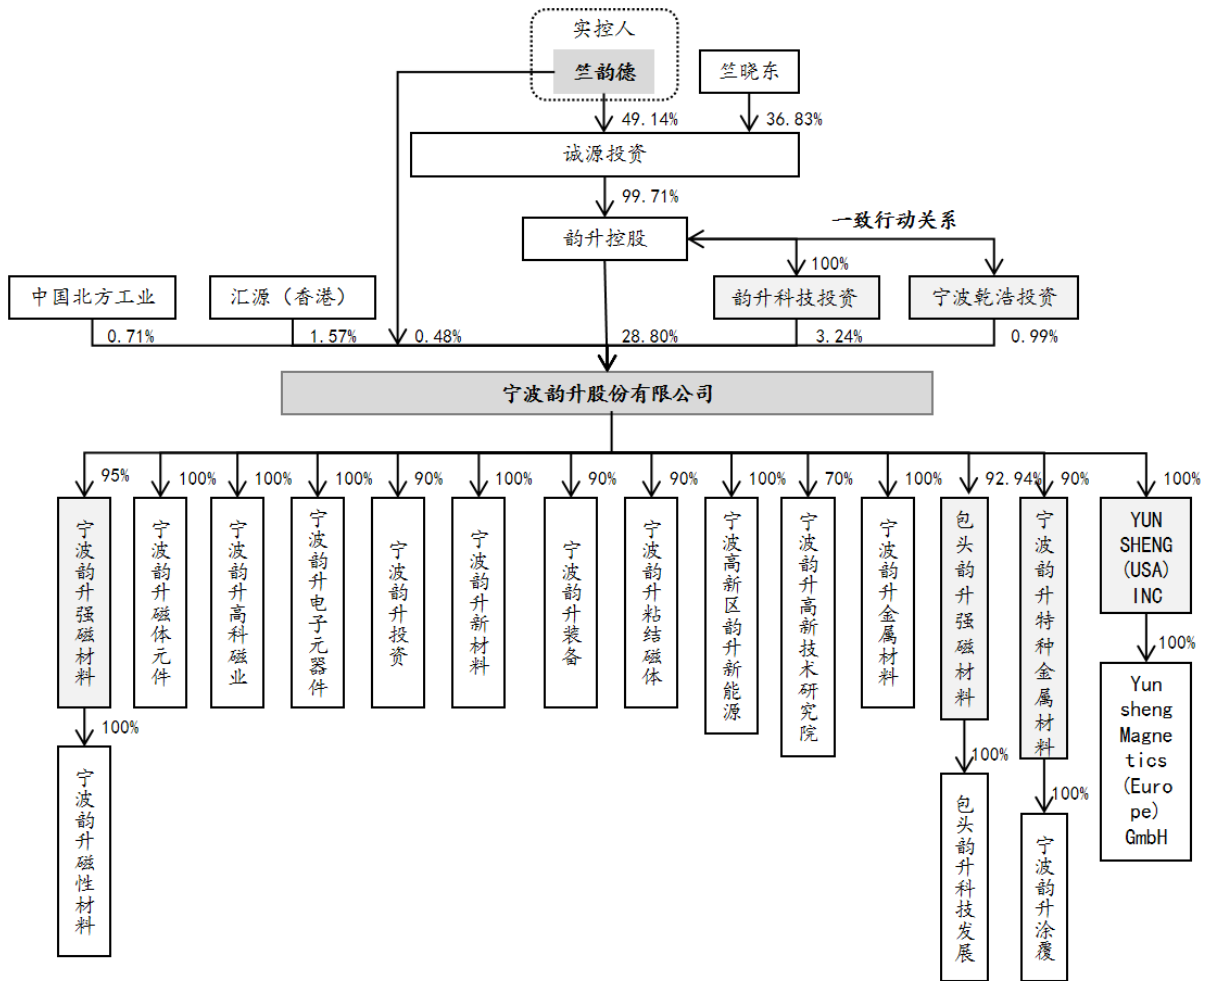 实控人
竺韵德
竺晓东
49.14%
36.83%
诚源投资
99.71%
一致行动关系
韵升控股
100%
中国北方工业
汇源（香港）
韵升科技投资
宁波乾浩投资
0.71%
1.57%
0.48%
28.80%
3.24%
0.99%
宁波韵升股份有限公司
95%
100%
100%
100%
90%
100%
90%
90%
100%
70%
100%
92.94%
90%
100%
宁波韵升强磁材料
宁波韵升磁体元件
宁波韵升高科磁业
宁波韵升电子元器件
宁波韵升投资
宁波韵升新材料
宁波韵升装备
宁波韵升粘结磁体
宁波高新区韵升新能源
宁波韵升高新技术研究院
宁波韵升金属材料
包头韵升强磁材料
宁波韵升特种金属材料
YUN
SHENG
(USA)
INC
100%
100%
100%
100%
宁波韵升磁性材料
包头韵升科技发展
宁波韵升涂覆
Yun
sheng
Magne
tics
(Euro
pe)
GmbH